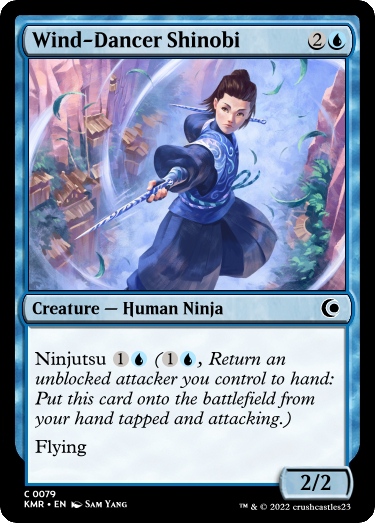 Wind-Dancer Shinobi 2
Creature — Human Ninja
Ninjutsu 1 (1, Return an
unblocked attacker you control to hand:
Put this card onto the battlefield from
your hand tapped and attacking.)
Flying
2/2
C 0079
KMR • EN Sam Yang
™ & © 2022 crushcastles23